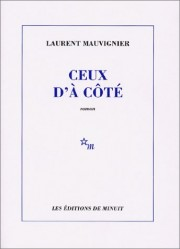 LAURENT MAUVIGNIER
CEUX
D'À CÔTÉ
roman
m
LES ÉDITIONS DE MINUIT